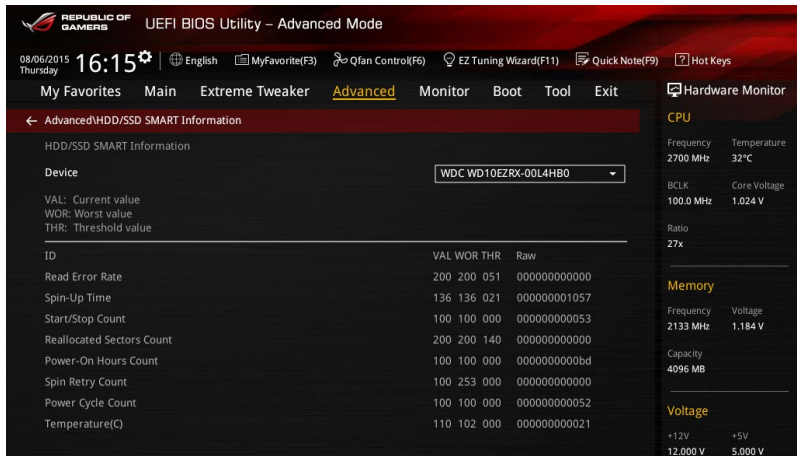 REPUBLIC OF
GAMERS
UEFI BIOS Utility – Advanced Mode
08/06/2015
Thursday
16:15
English
MyFavorite(F3)
Qfan Control(F6)
EZ Tuning Wizard(F11)
Quick Note(F9)
? Hot Keys
My Favorites Main Extreme Tweaker Advanced Monitor Boot Tool Exit
Advanced\HDD/SSD SMART Information
HDD/SSD SMART Information
Device WDC WD10EZRX-00L4HB0
VAL: Current value
WOR: Worst value
THR: Threshold value
ID VAL WOR THR Raw
Read Error Rate 200 200 051 000000000000
Spin-Up Time 136 136 021 000000001057
Start/Stop Count 100 100 000 000000000053
Reallocated Sectors Count 200 200 140 000000000000
Power-On Hours Count 100 100 000 0000000000bd
Spin Retry Count 100 253 000 000000000000
Power Cycle Count 100 100 000 000000000052
Temperature(C) 110 102 000 000000000021
Hardware Monitor
CPU
Frequency Temperature
2700 MHz 32°C
BCLK Core Voltage
100.0 MHz 1.024 V
Ratio
27x
Memory
Frequency Voltage
2133 MHz 1.184 V
Capacity
4096 MB
Voltage
+12V +5V
12.000 V 5.000 V